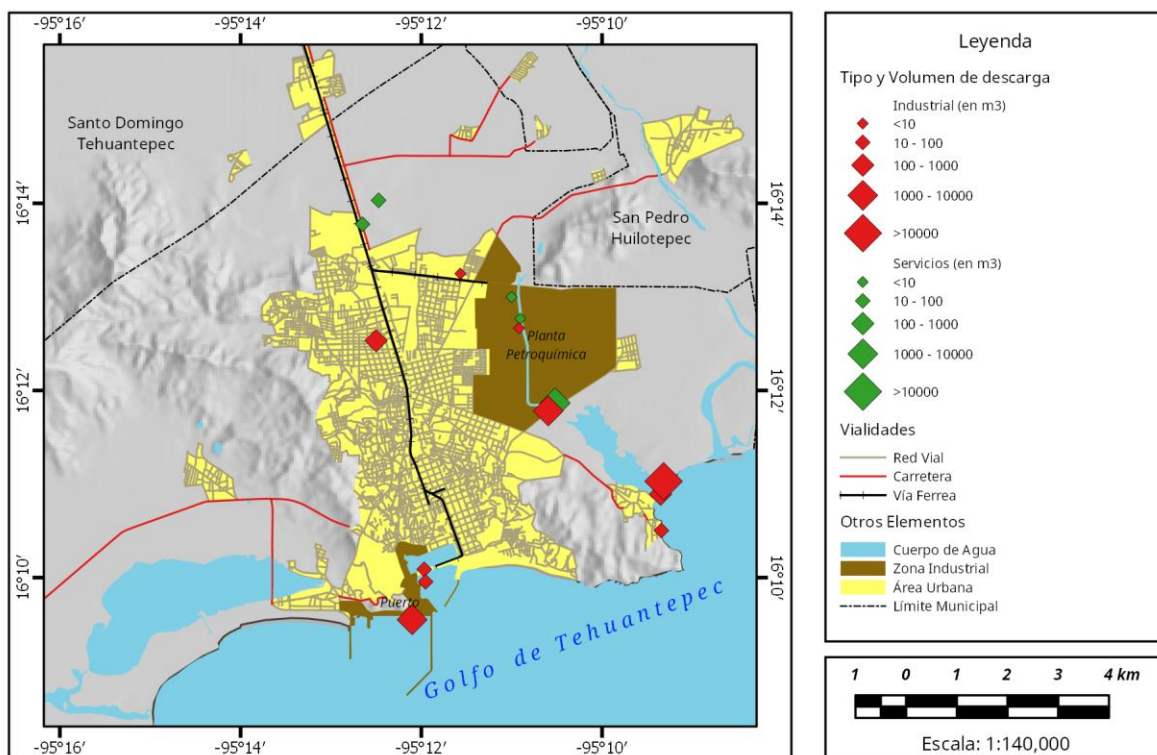 -95°16' -95°14' -95°12' -95°10'
Santo Domingo
Tehuantepec
16°14' 16°14'
San Pedro
Huilotepec
Planta
Petroquímica
16°12' 16°12'
16°10' 16°10'
Puerto
Golfo de Tehuantepec
-95°16' -95°14' -95°12' -95°10'
Leyenda
Tipo y Volumen de descarga
Industrial (en m3)
<10
10 - 100
100 - 1000
1000 - 10000
>10000
Servicios (en m3)
<10
10 - 100
100 - 1000
1000 - 10000
>10000
Vialidades
Red Vial
Carretera
Vía Ferrea
Otros Elementos
Cuerpo de Agua
Zona Industrial
Área Urbana
Límite Municipal
1 0 1 2 3 4 km
Escala: 1:140,000